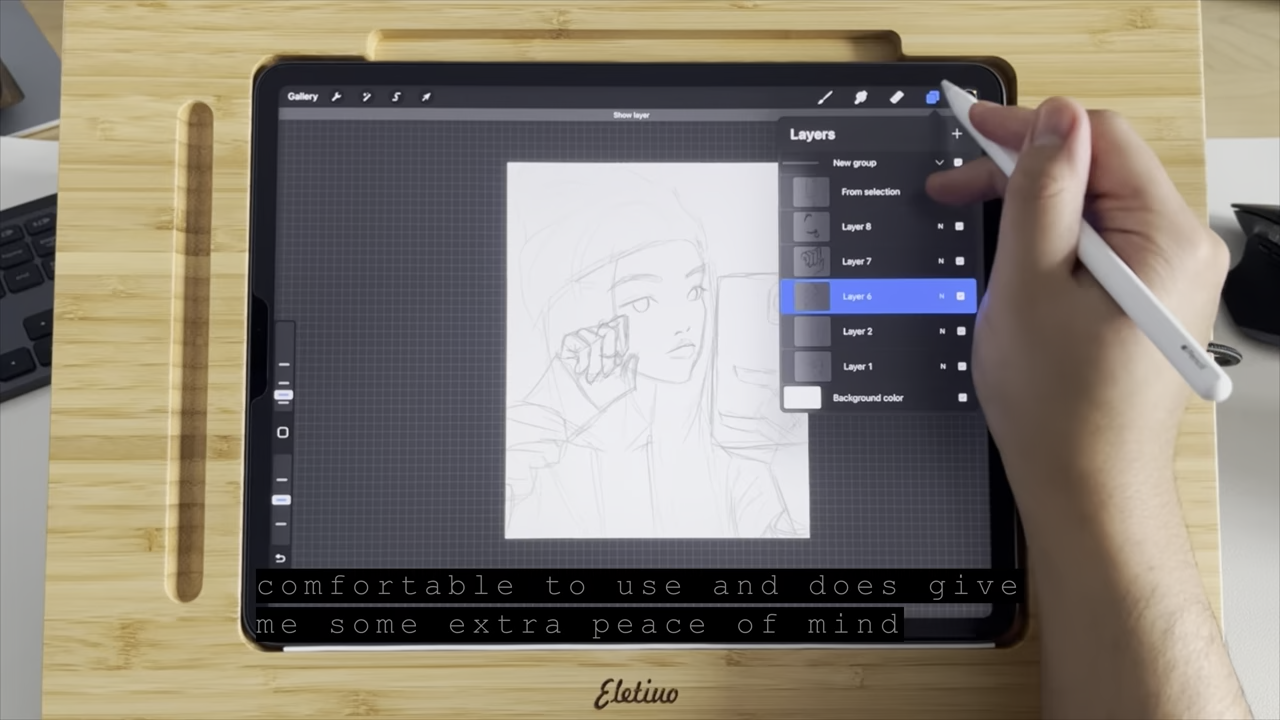 Gallery
Show layer
Layers
New group
From selection
Layer 8 N
Layer 7 N
Layer 6 N
Layer 2 N
Layer 1 N
Background color
comfortable to use and does give
me some extra peace of mind
Eletiuo